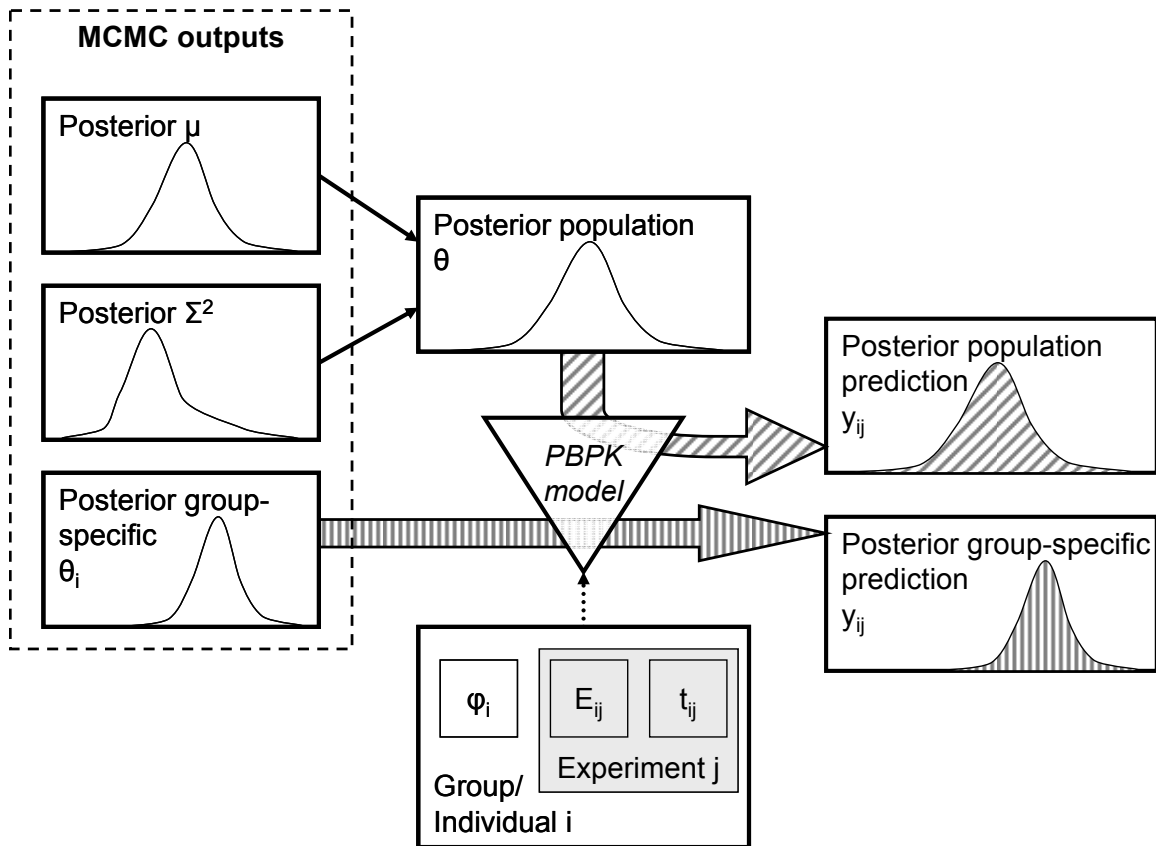 MCMC outputs
Posterior μ
Posterior Σ²
Posterior group-
specific
θᵢ
Posterior population
θ
PBPK
model
Posterior population
prediction
yᵢⱼ
Posterior group-specific
prediction
yᵢⱼ
φᵢ
Eᵢⱼ
tᵢⱼ
Experiment j
Group/
Individual i